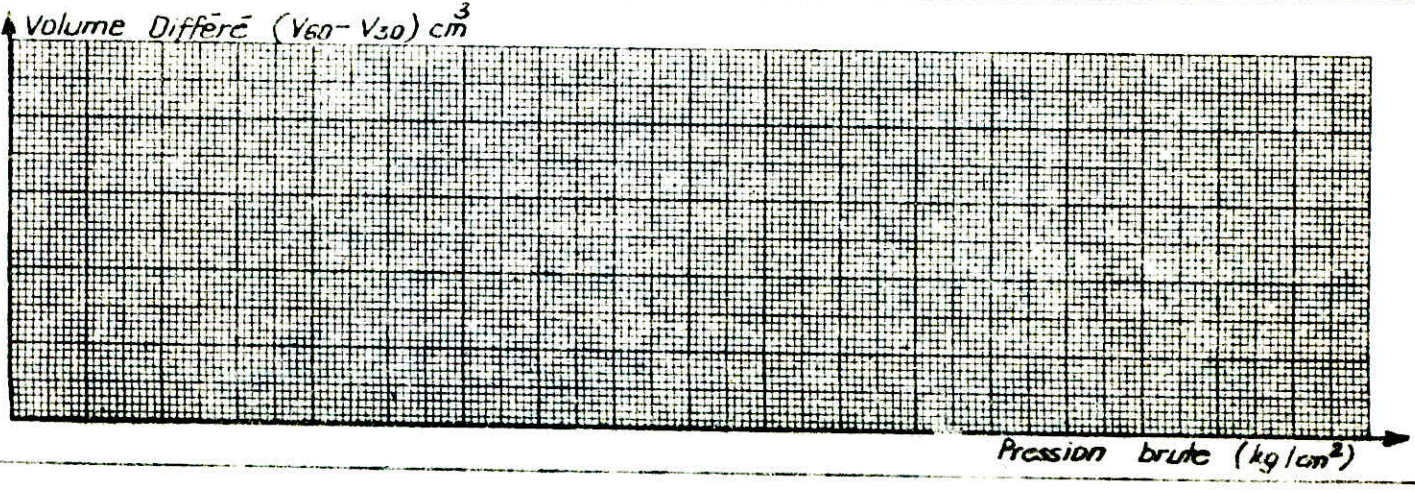 Volume Différé (V60 - V30) cm³
Pression brute (kg/cm²)